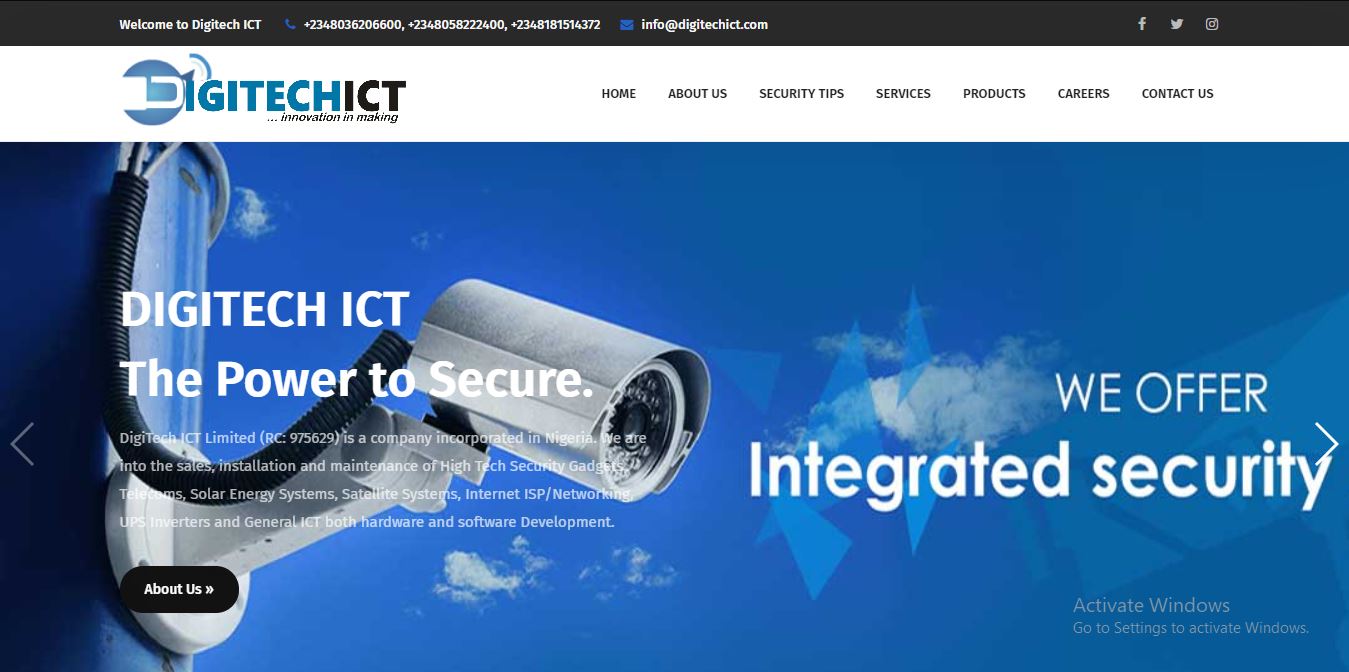 Welcome to Digitech ICT +2348036206600, +2348058222400, +2348181514372 info@digitechict.com
DIGITECHICT
... innovation in making
HOME ABOUT US SECURITY TIPS SERVICES PRODUCTS CAREERS CONTACT US
DIGITECH ICT
The Power to Secure.
DigiTech ICT Limited (RC: 975629) is a company incorporated in Nigeria. We are
into the sales, installation and maintenance of High Tech Security Gadgets,
Telecoms, Solar Energy Systems, Satellite Systems, Internet ISP/Networking,
UPS Inverters and General ICT both hardware and software Development.
About Us »
WE OFFER
Integrated security
Activate Windows
Go to Settings to activate Windows.